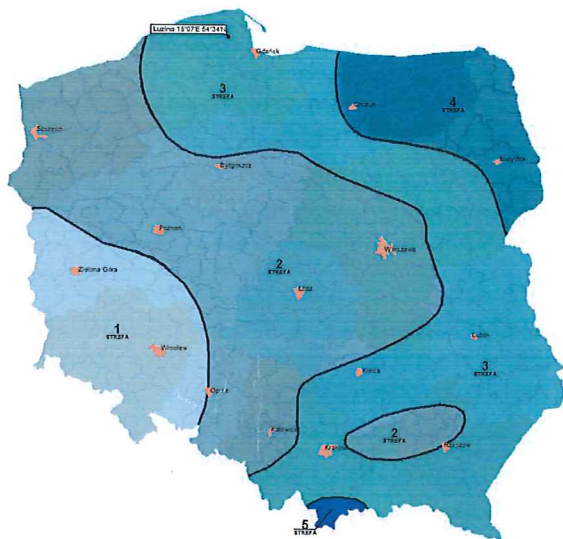 Luzino 18°07'E 54°34'N
Gdańsk
3
STREFA
Olsztyn
4
STREFA
Szczecin
Białystok
Bydgoszcz
Poznań
Warszawa
2
STREFA
Zielona Góra
Łódź
1
STREFA
Wrocław
Lublin
3
STREFA
Kielce
Opole
Katowice
2
STREFA
Kraków
Rzeszów
5
STREFA